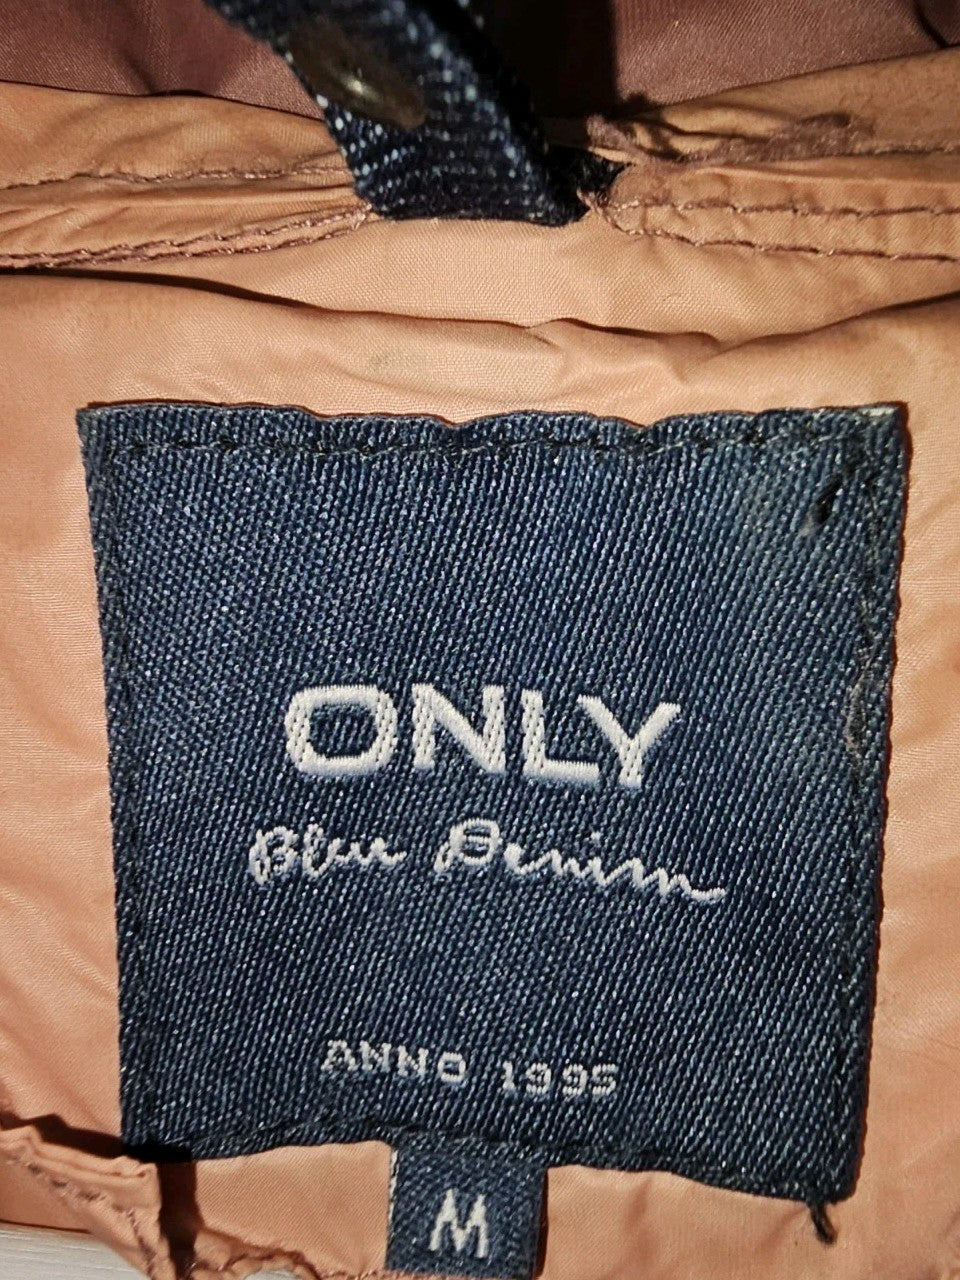 ONLY
Blue Denim
ANNO 1995
M